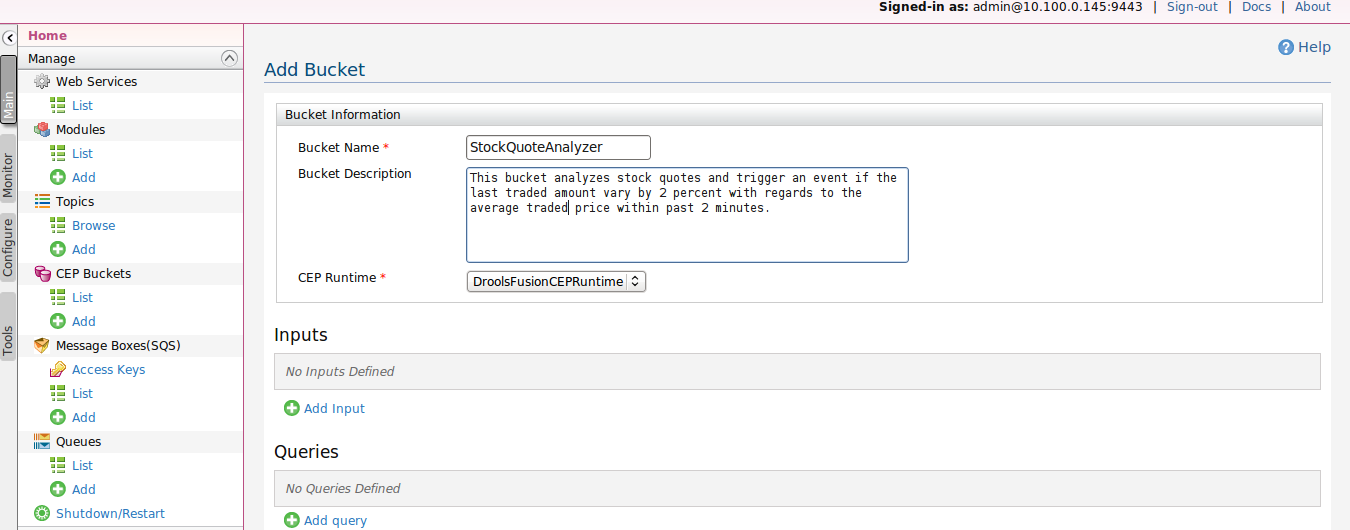 Signed-in as: admin@10.100.0.145:9443 | Sign-out | Docs | About
Home
Manage
Web Services
List
Modules
List
Add
Topics
Browse
Add
CEP Buckets
List
Add
Message Boxes(SQS)
Access Keys
List
Add
Queues
List
Add
Shutdown/Restart
Main
Monitor
Configure
Tools
Help
Add Bucket
Bucket Information
Bucket Name * StockQuoteAnalyzer
Bucket Description
This bucket analyzes stock quotes and trigger an event if the
last traded amount vary by 2 percent with regards to the
average traded price within past 2 minutes.
CEP Runtime * DroolsFusionCEPRuntime
Inputs
No Inputs Defined
Add Input
Queries
No Queries Defined
Add query